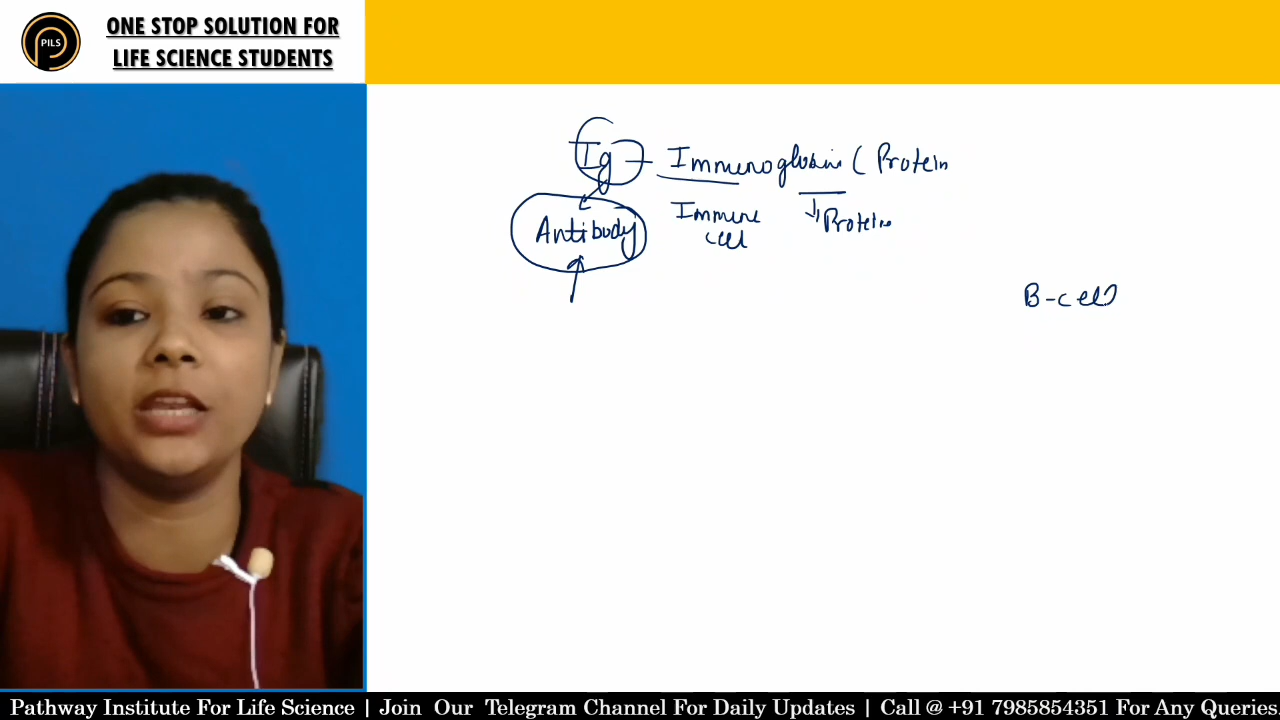 PILS
ONE STOP SOLUTION FOR
LIFE SCIENCE STUDENTS
Ig - Immunoglobin ( Protein
Antibody
Immune
cell
Protein
B-cell
Pathway Institute For Life Science | Join Our Telegram Channel For Daily Updates | Call @ +91 7985854351 For Any Queries